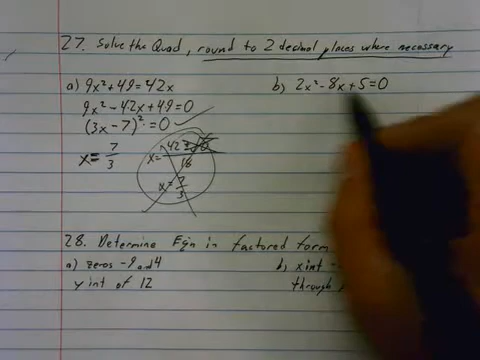 27. Solve the Quad, round to 2 decimal places where necessary
a) 9x² + 49 = 42x
9x² - 42x + 49 = 0
(3x - 7)² = 0
x = 7/3
x = 42
18
x = 7/3
b) 2x² - 8x + 5 = 0
28. Determine Eqn in factored form
a) zeros -9 and 4
y int of 12
b) x int -
through